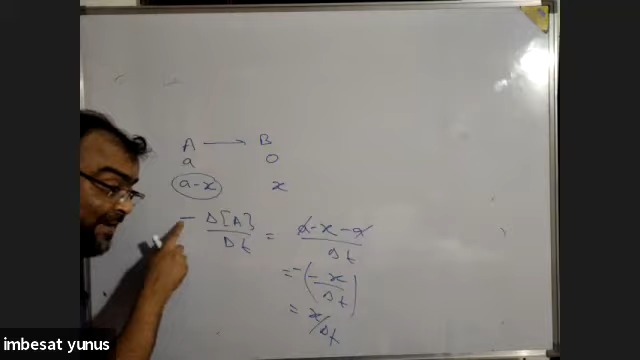 A → B
a 0
a-x x
- Δ[A]/Δt = a-x-a/Δt
= -(-x/Δt)
= x/Δt
imbesat yunus